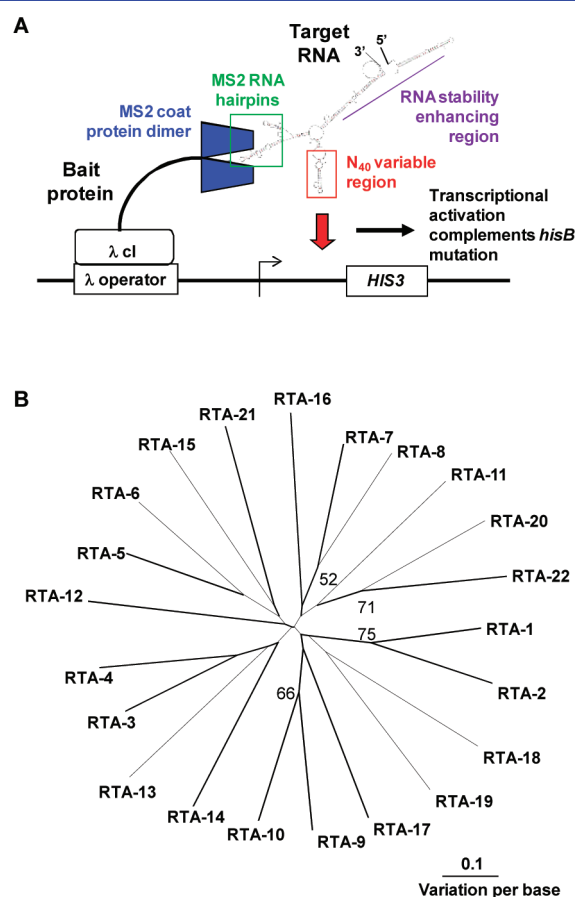 A
Target
RNA
3’ 5’
MS2 RNA
hairpins
MS2 coat
protein dimer
RNA stability
enhancing
region
Bait
protein
N40 variable
region
Transcriptional
activation
complements hisB
mutation
λ cI
λ operator
HIS3
B
RTA-16
RTA-21
RTA-7
RTA-15
RTA-8
RTA-11
RTA-6
RTA-20
RTA-5
52
RTA-22
RTA-12
71
75
RTA-1
RTA-4
66
RTA-2
RTA-3
RTA-18
RTA-13
RTA-19
RTA-14
RTA-17
RTA-10
RTA-9
0.1
Variation per base